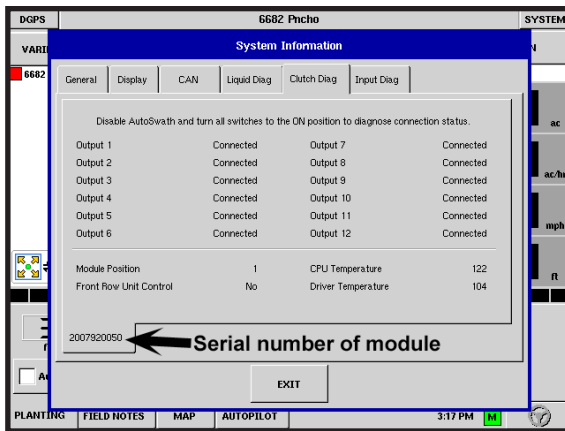 DGPS 6682 Pncho SYSTEM
System Information
6682
General Display CAN Liquid Diag Clutch Diag Input Diag
Disable AutoSwath and turn all switches to the ON position to diagnose connection status.
Output 1 Connected Output 7 Connected
Output 2 Connected Output 8 Connected
Output 3 Connected Output 9 Connected
Output 4 Connected Output 10 Connected
Output 5 Connected Output 11 Connected
Output 6 Connected Output 12 Connected
ac
ac/h
mph
ft
Module Position 1 CPU Temperature 122
Front Row Unit Control No Driver Temperature 104
2007920050 Serial number of module
EXIT
PLANTING FIELD NOTES MAP AUTOPILOT 3:17 PM M